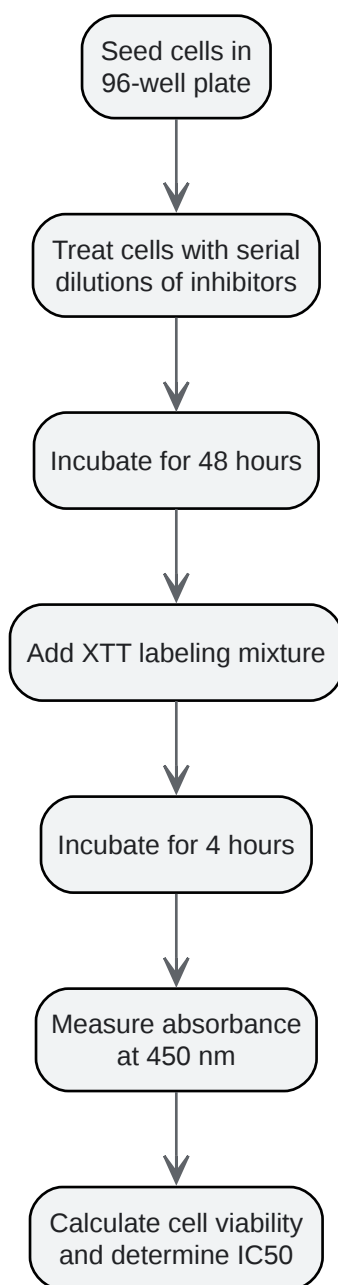 Seed cells in
96-well plate
Treat cells with serial
dilutions of inhibitors
Incubate for 48 hours
Add XTT labeling mixture
Incubate for 4 hours
Measure absorbance
at 450 nm
Calculate cell viability
and determine IC50